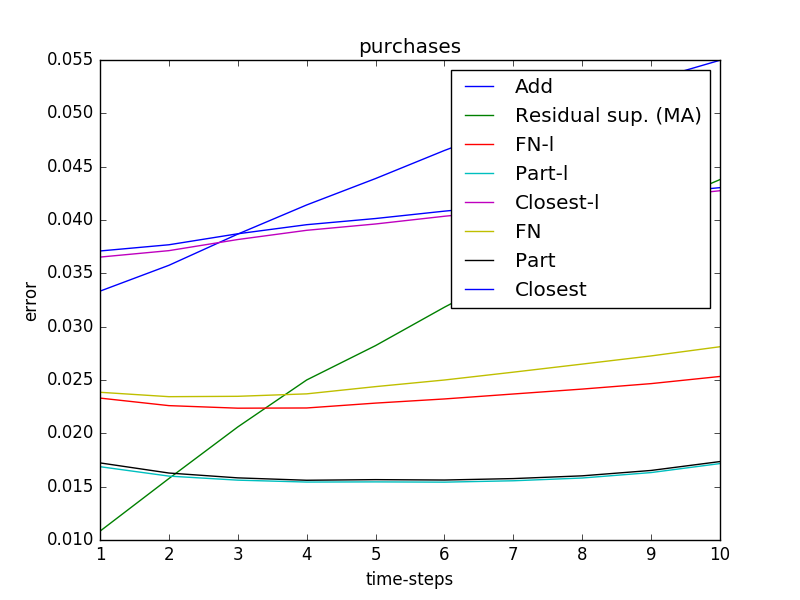 purchases
0.055
0.050
0.045
0.040
0.035
0.030
0.025
0.020
0.015
0.010
error
Add
Residual sup. (MA)
FN-l
Part-l
Closest-l
FN
Part
Closest
1 2 3 4 5 6 7 8 9 10
time-steps